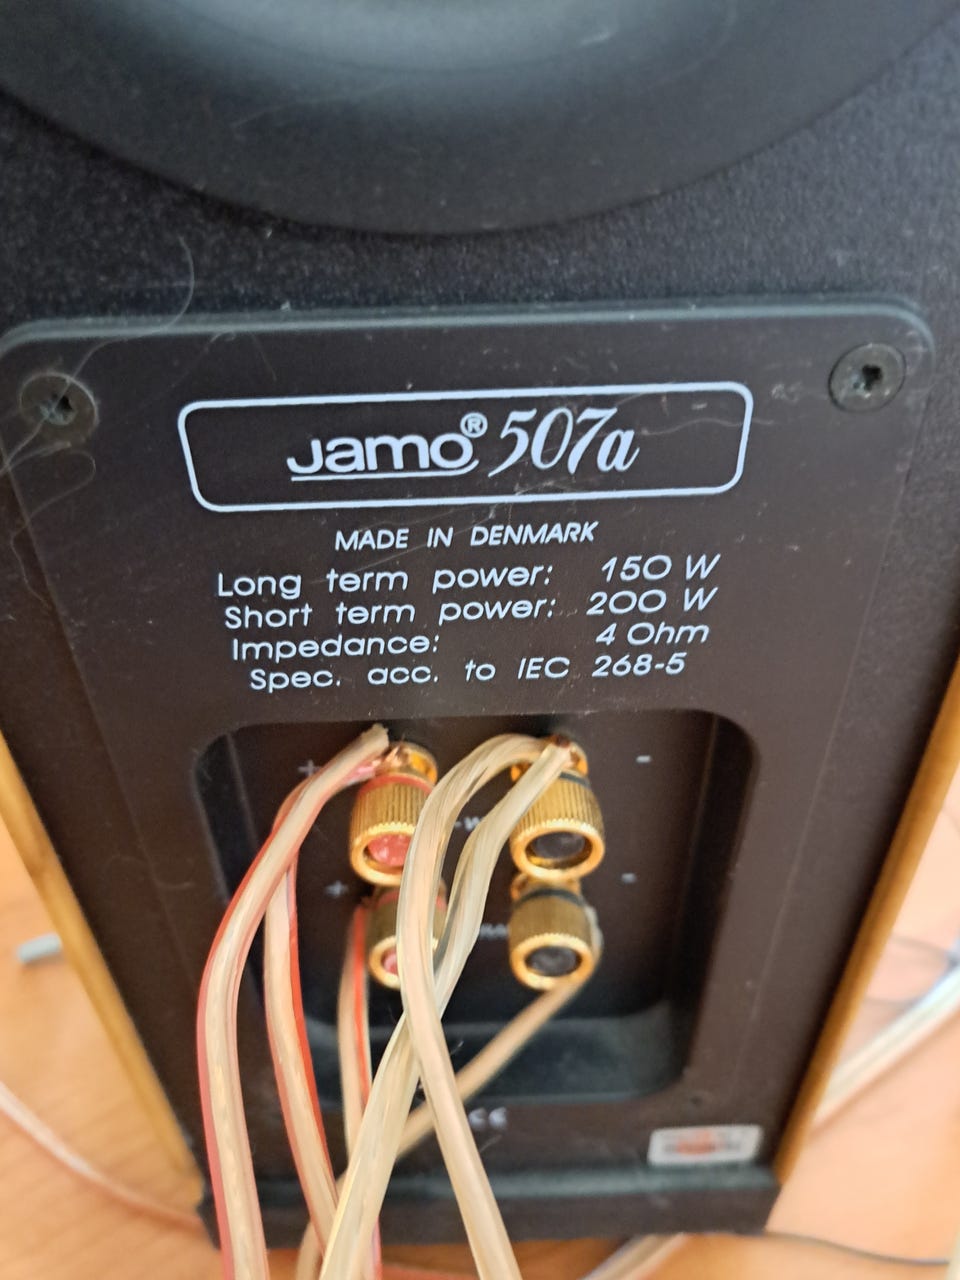 Jamo® 507a
MADE IN DENMARK
Long term power: 150 W
Short term power: 200 W
Impedance: 4 Ohm
Spec. acc. to IEC 268-5
+ -
+ -
CE